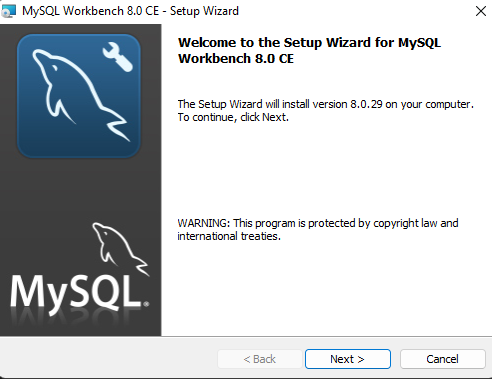 MySQL Workbench 8.0 CE - Setup Wizard
Welcome to the Setup Wizard for MySQL
Workbench 8.0 CE
The Setup Wizard will install version 8.0.29 on your computer.
To continue, click Next.
WARNING: This program is protected by copyright law and
international treaties.
MySQL®
< Back Next > Cancel